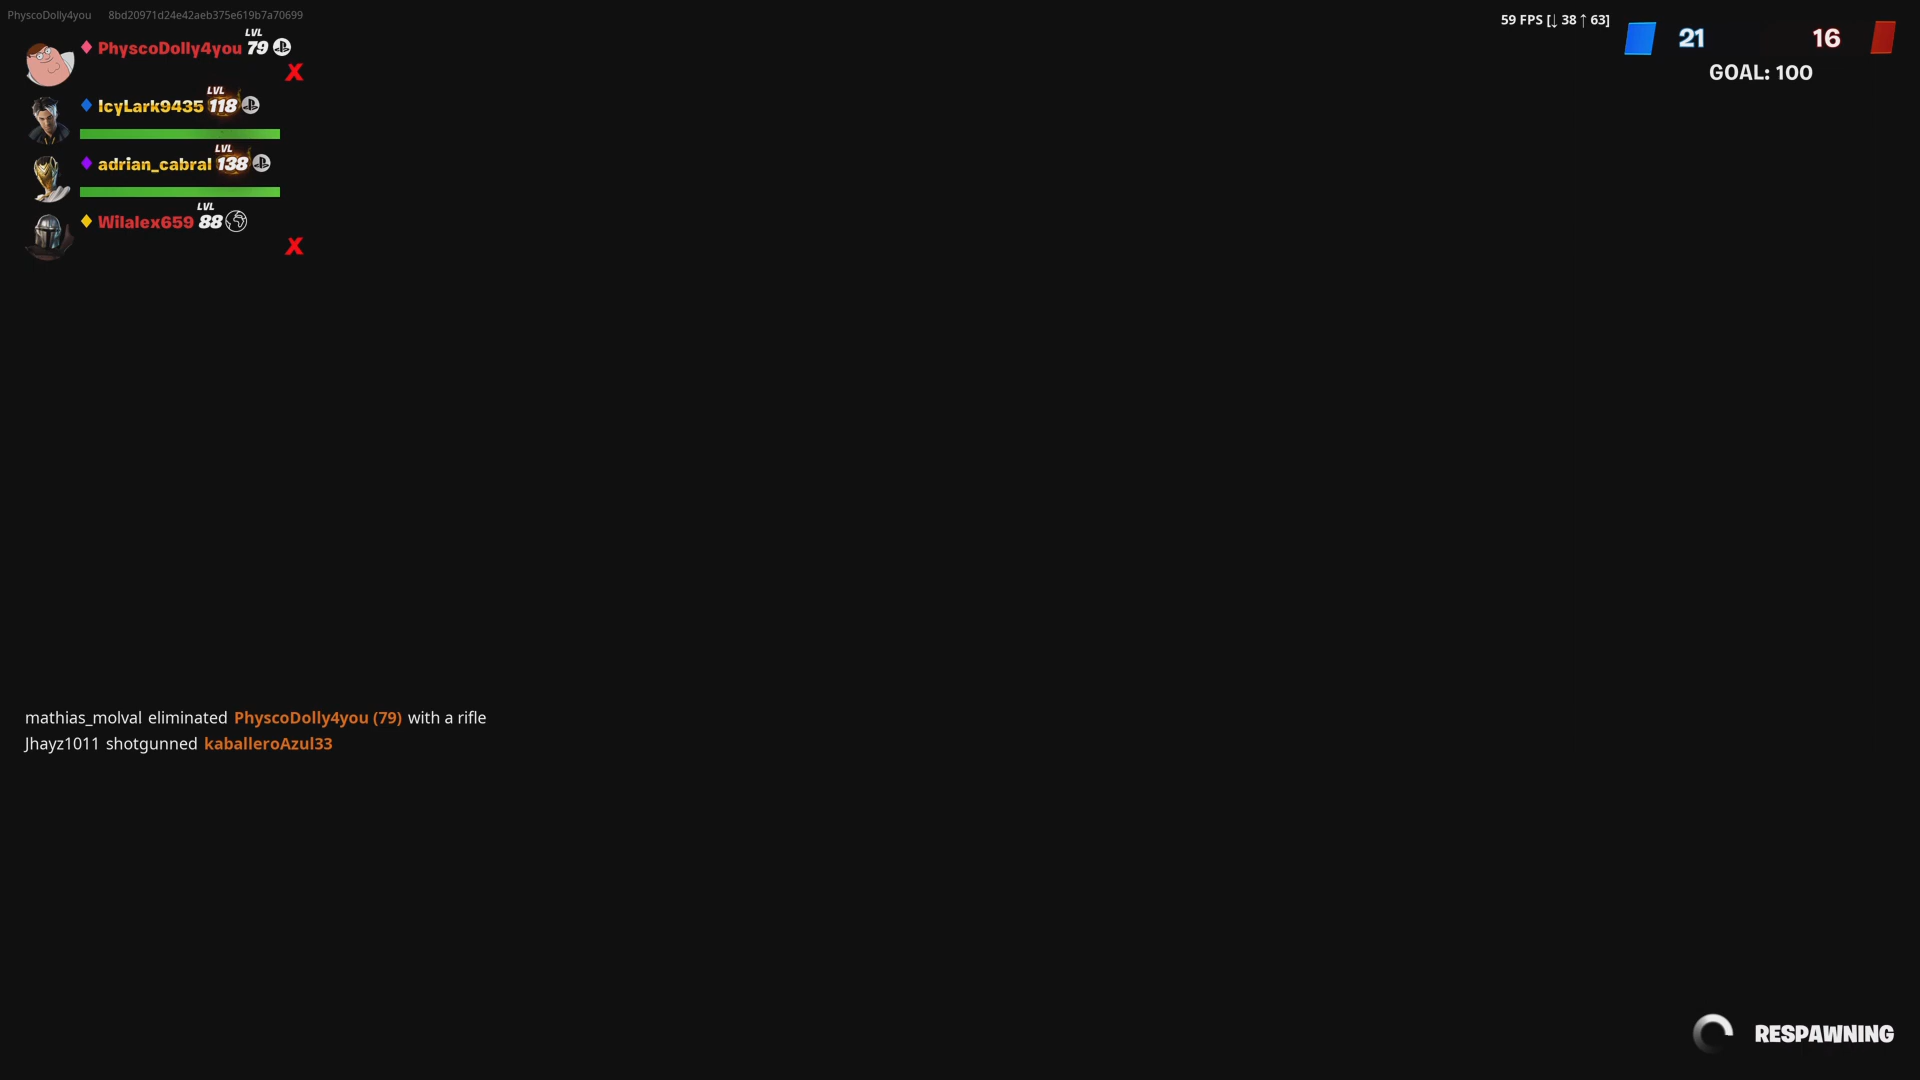 PhyscoDolly4you 8bd20971d24e42aeb375e619b7a70699
59 FPS [↓ 38 ↑ 63]
21 16
GOAL: 100
LVL
PhyscoDolly4you 79
X
LVL
IcyLark9435 118
LVL
adrian_cabral 138
LVL
Wilalex659 88
X
mathias_molval eliminated PhyscoDolly4you (79) with a rifle
Jhayz1011 shotgunned kaballeroAzul33
RESPAWNING